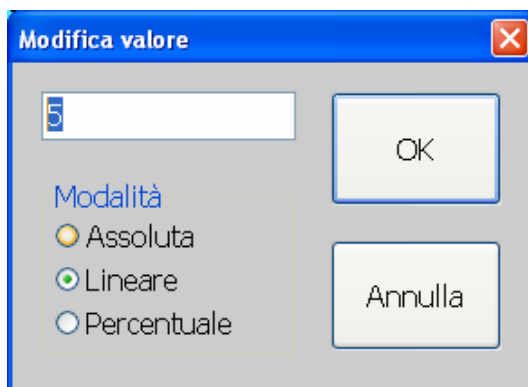 Modifica valore
5
OK
Modalità
Assoluta
Lineare
Percentuale
Annulla